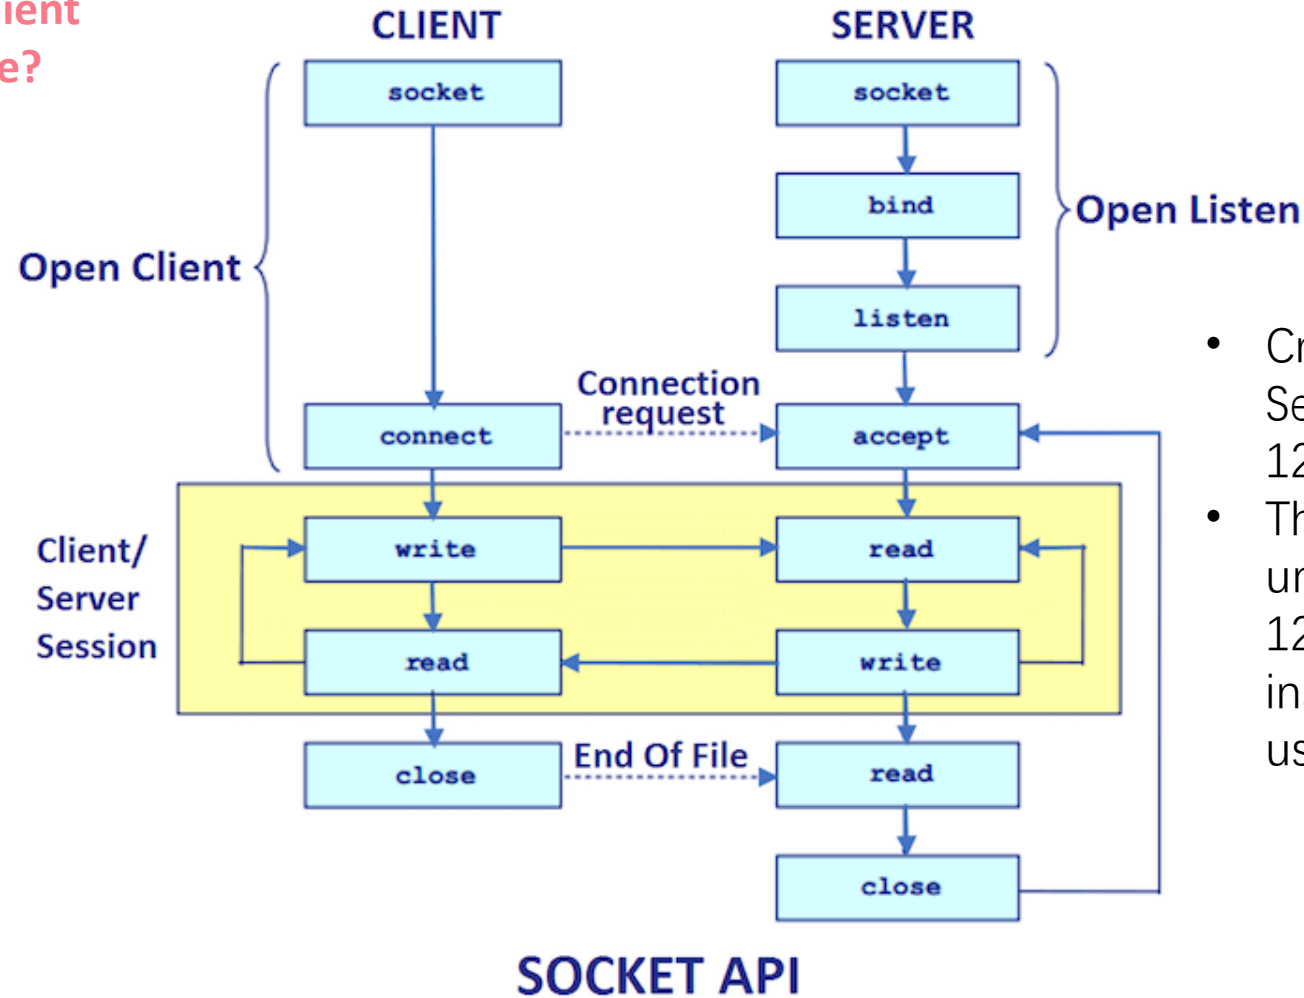 CLIENT
SERVER
socket
socket
bind
Open Listen
Open Client
listen
Connection
request
connect
accept
Client/
Server
Session
write
read
read
write
close
End Of File
read
close
SOCKET API